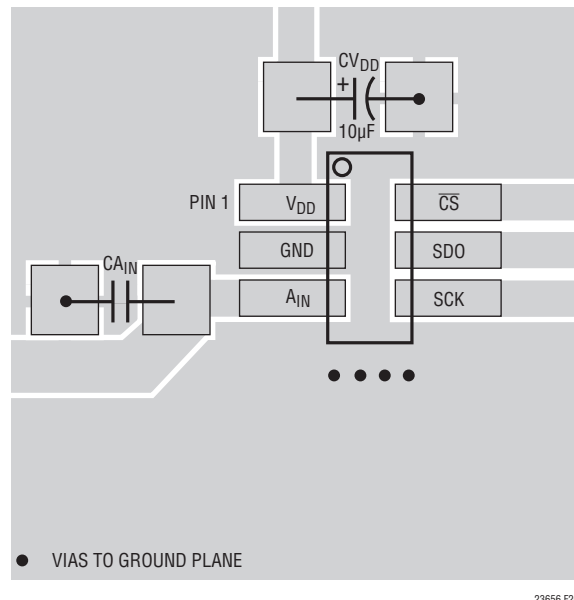 CVDD
+
10µF
PIN 1
VDD
CS
GND
SDO
CAIN
AIN
SCK
VIAS TO GROUND PLANE
23656 F2